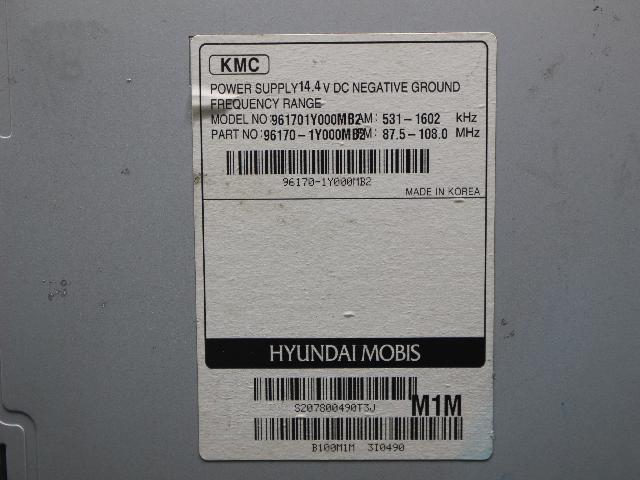 KMC
POWER SUPPLY 14.4 V DC NEGATIVE GROUND
FREQUENCY RANGE
MODEL NO: 961701Y000MB2 AM: 531-1602 kHz
PART NO: 96170-1Y000MB2 FM: 87.5-108.0 MHz
96170-1Y000MB2
MADE IN KOREA
HYUNDAI MOBIS
S207800490T3J M1M
B100M1M 3I0490